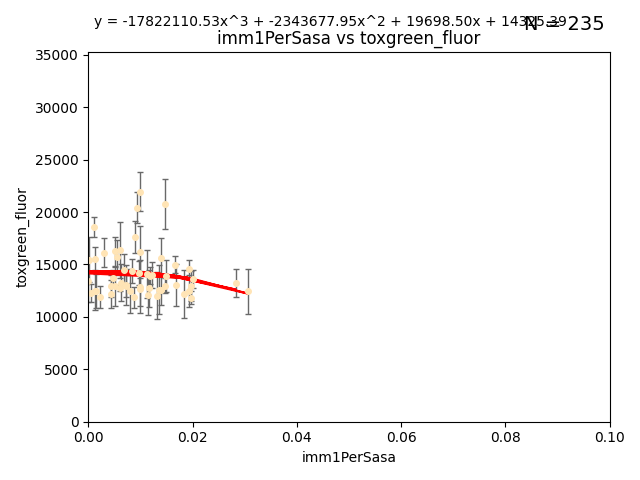 y = -17822110.53x^3 + -2343677.95x^2 + 19698.50x + 14325.39
N = 235
imm1PerSasa vs toxgreen_fluor
35000
30000
25000
20000
15000
10000
5000
0
toxgreen_fluor
0.00 0.02 0.04 0.06 0.08 0.10
imm1PerSasa